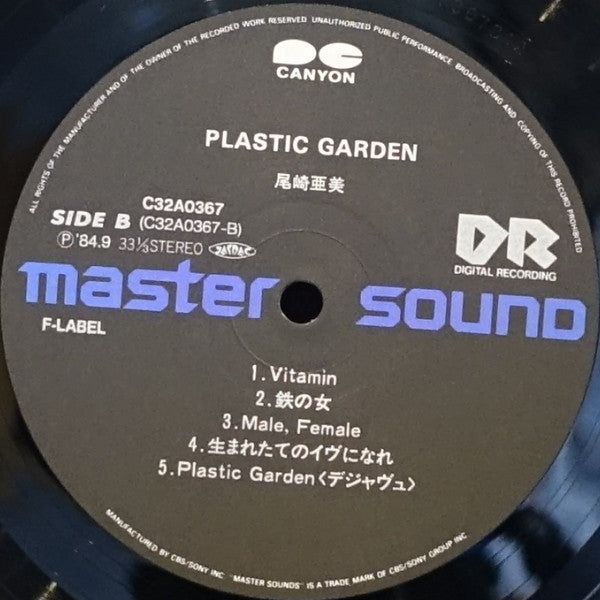 ALL RIGHTS OF THE MANUFACTURER AND OF THE OWNER OF THE RECORDED WORK RESERVED. UNAUTHORIZED PUBLIC PERFORMANCE, BROADCASTING AND COPYING OF THIS RECORD PROHIBITED
PC
CANYON
PLASTIC GARDEN
尾崎亜美
C32A0367
SIDE B (C32A0367-B)
Ⓟ'84.9 33⅓ STEREO JASRAC
DR
DIGITAL RECORDING
master sound
F-LABEL
1.Vitamin
2.鉄の女
3.Male, Female
4.生まれたてのイヴになれ
5.Plastic Garden〈デジャヴュ〉
MANUFACTURED BY CBS/SONY INC. "MASTER SOUNDS" IS A TRADE MARK OF CBS/SONY GROUP INC.